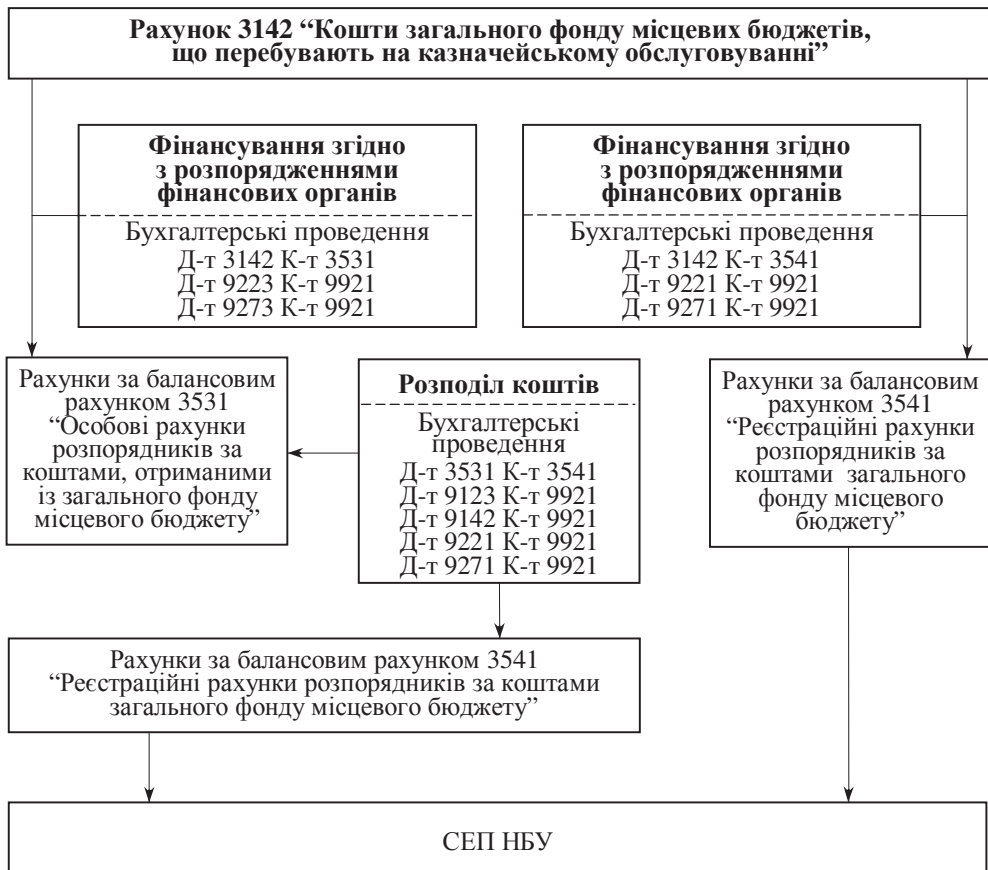 Рахунок 3142 “Кошти загального фонду місцевих бюджетів,
що перебувають на казначейському обслуговуванні”
Фінансування згідно
з розпорядженнями
фінансових органів
Бухгалтерські проведення
Д-т 3142 К-т 3531
Д-т 9223 К-т 9921
Д-т 9273 К-т 9921
Фінансування згідно
з розпорядженнями
фінансових органів
Бухгалтерські проведення
Д-т 3142 К-т 3541
Д-т 9221 К-т 9921
Д-т 9271 К-т 9921
Рахунки за балансовим
рахунком 3531
“Особові рахунки
розпорядників за
коштами, отриманими
із загального фонду
місцевого бюджету”
Розподіл коштів
Бухгалтерські
проведення
Д-т 3531 К-т 3541
Д-т 9123 К-т 9921
Д-т 9142 К-т 9921
Д-т 9221 К-т 9921
Д-т 9271 К-т 9921
Рахунки за балансовим
рахунком 3541
“Реєстраційні рахунки
розпорядників за
коштами загального
фонду місцевого
бюджету”
Рахунки за балансовим рахунком 3541
“Реєстраційні рахунки розпорядників за коштами
загального фонду місцевого бюджету”
СЕП НБУ